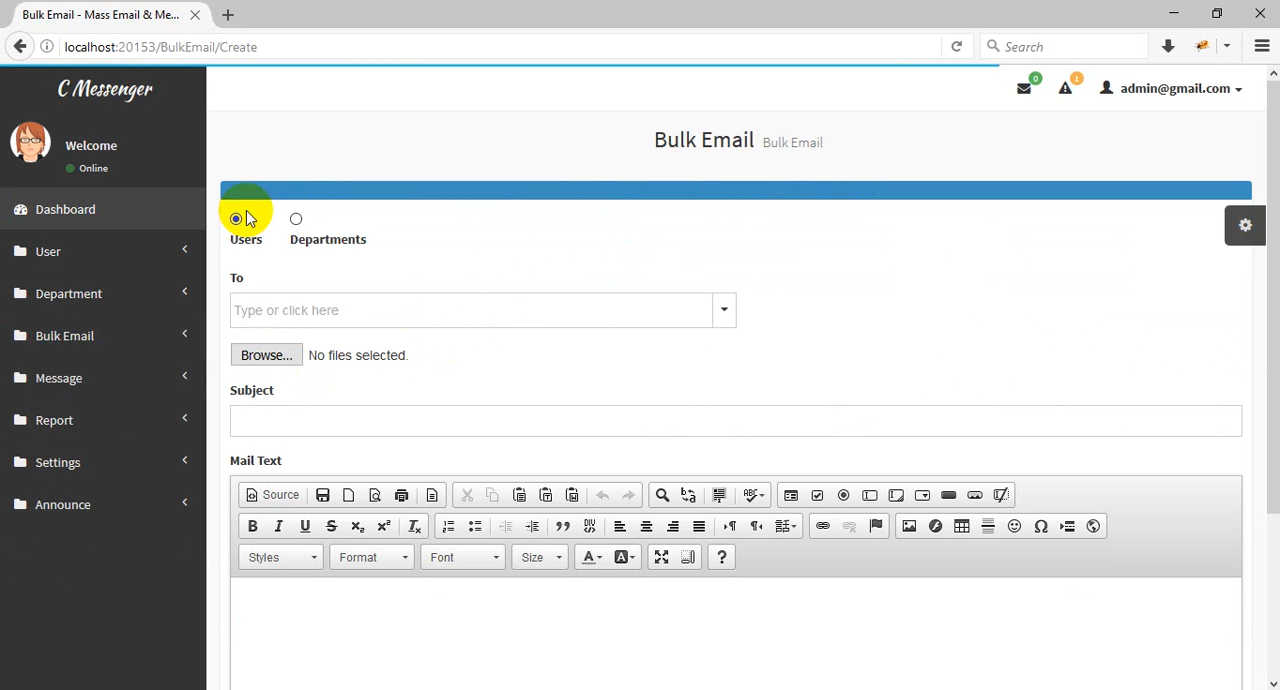 Bulk Email - Mass Email & Me...
localhost:20153/BulkEmail/Create
Search
C Messenger
0
1
admin@gmail.com
Welcome
Online
Bulk Email Bulk Email
Dashboard
User
Department
Bulk Email
Message
Report
Settings
Announce
Users
Departments
To
Type or click here
Browse... No files selected.
Subject
Mail Text
Source
Styles
Format
Font
Size